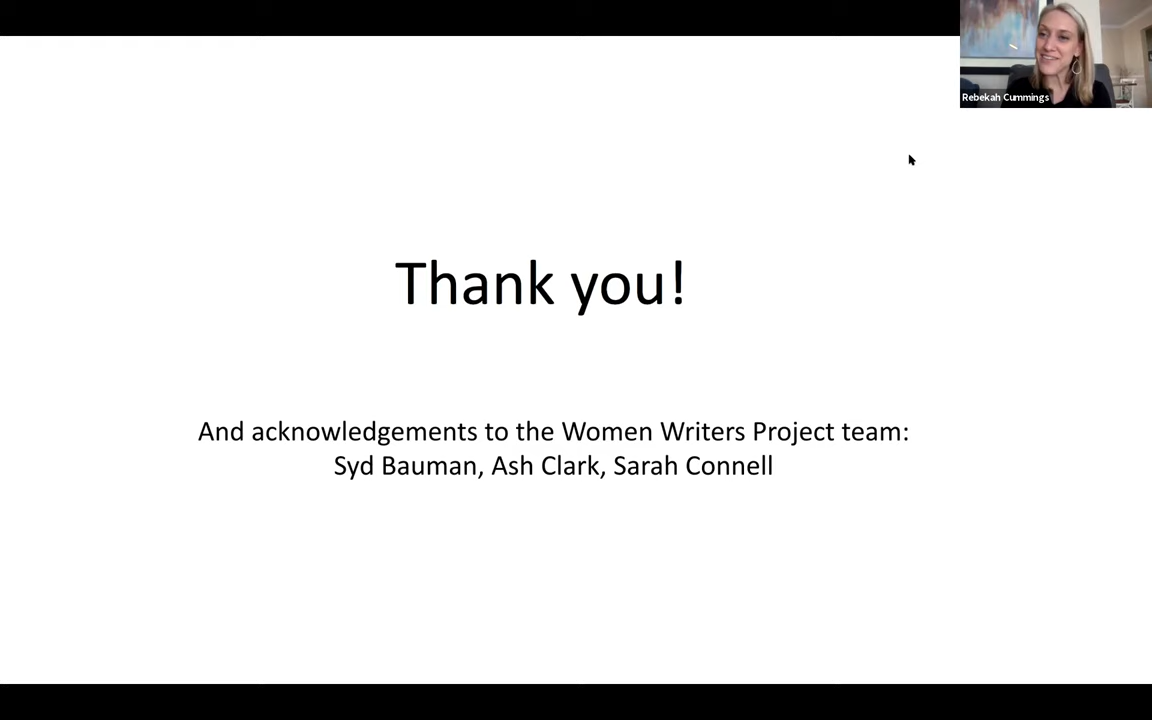 Rebekah Cummings
Thank you!
And acknowledgements to the Women Writers Project team:
Syd Bauman, Ash Clark, Sarah Connell